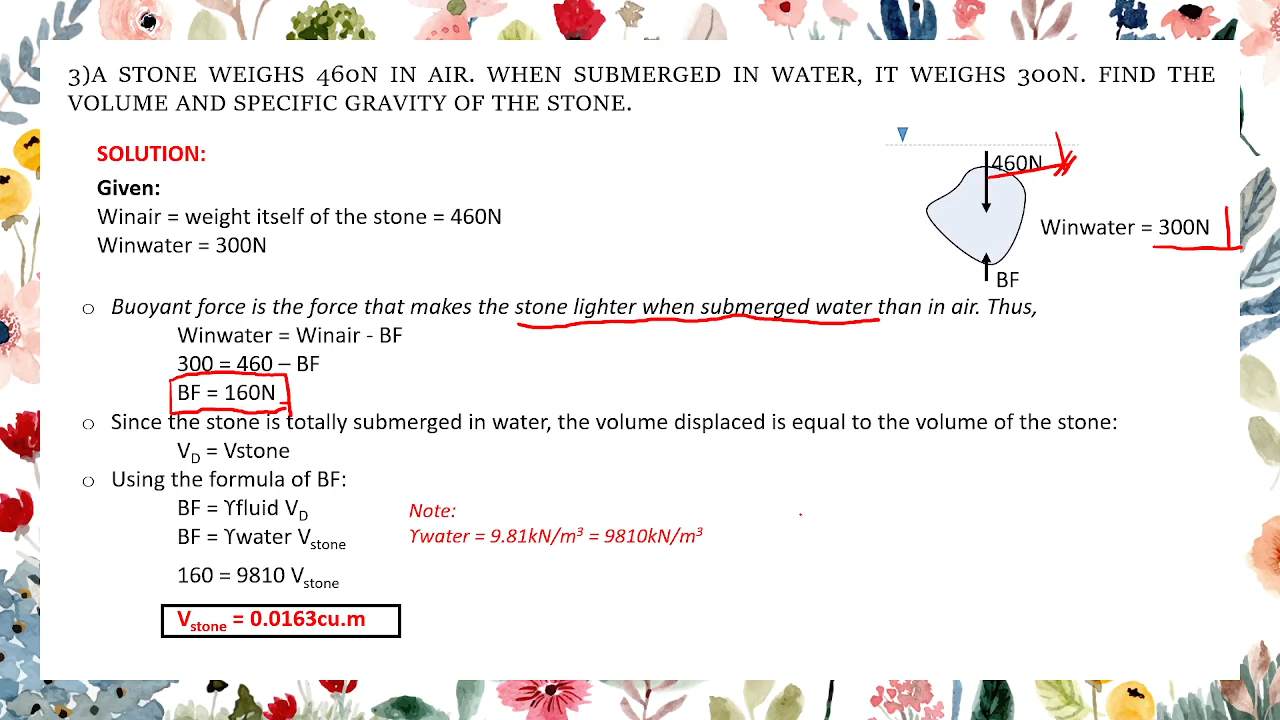 3)A STONE WEIGHS 460N IN AIR. WHEN SUBMERGED IN WATER, IT WEIGHS 300N. FIND THE
VOLUME AND SPECIFIC GRAVITY OF THE STONE.
SOLUTION:
Given:
Winair = weight itself of the stone = 460N
Winwater = 300N
460N
Winwater = 300N
BF
o Buoyant force is the force that makes the stone lighter when submerged water than in air. Thus,
Winwater = Winair - BF
300 = 460 – BF
BF = 160N
o Since the stone is totally submerged in water, the volume displaced is equal to the volume of the stone:
V_D = Vstone
o Using the formula of BF:
BF = ϒfluid V_D
BF = ϒwater V_stone
160 = 9810 V_stone
V_stone = 0.0163cu.m
Note:
ϒwater = 9.81kN/m³ = 9810kN/m³